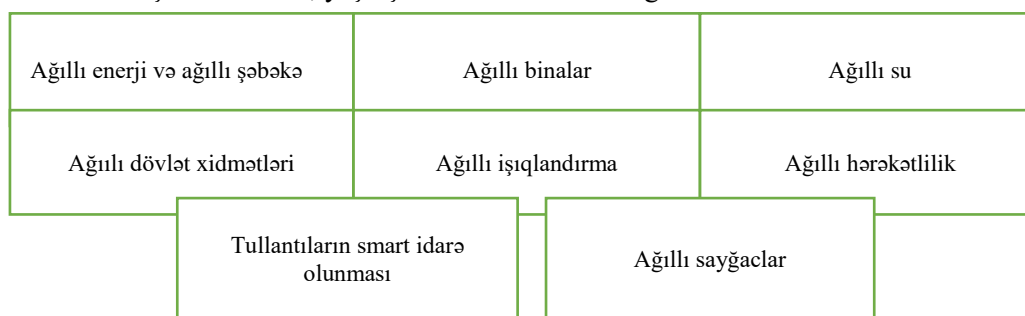 Ağıllı enerji və ağıllı şəbəkə
Ağıllı binalar
Ağıllı su
Ağıılı dövlət xidmətləri
Ağıllı işıqlandırma
Ağıllı hərəkətlilik
Tullantıların smart idarə
olunması
Ağıllı sayğaclar